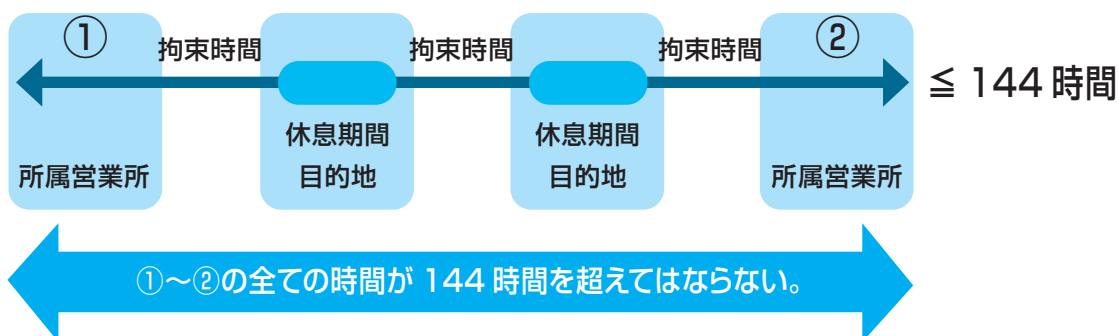 ①
②
拘束時間
拘束時間
拘束時間
≦ 144 時間
休息期間
休息期間
所属営業所
目的地
目的地
所属営業所
①～②の全ての時間が 144 時間を超えてはならない。